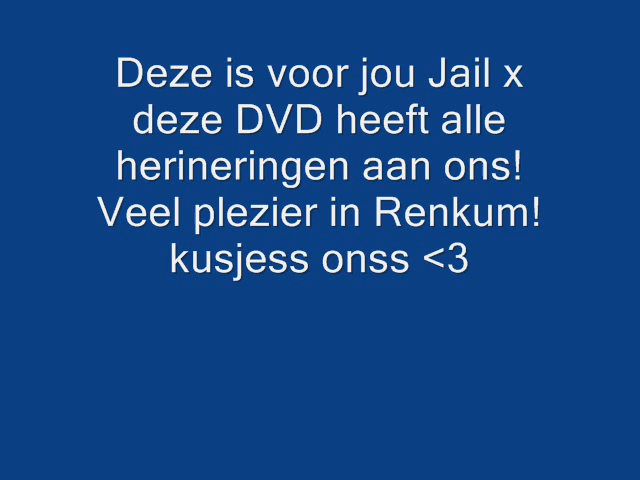 Deze is voor jou Jail x
deze DVD heeft alle
herineringen aan ons!
Veel plezier in Renkum!
kusjess onss <3